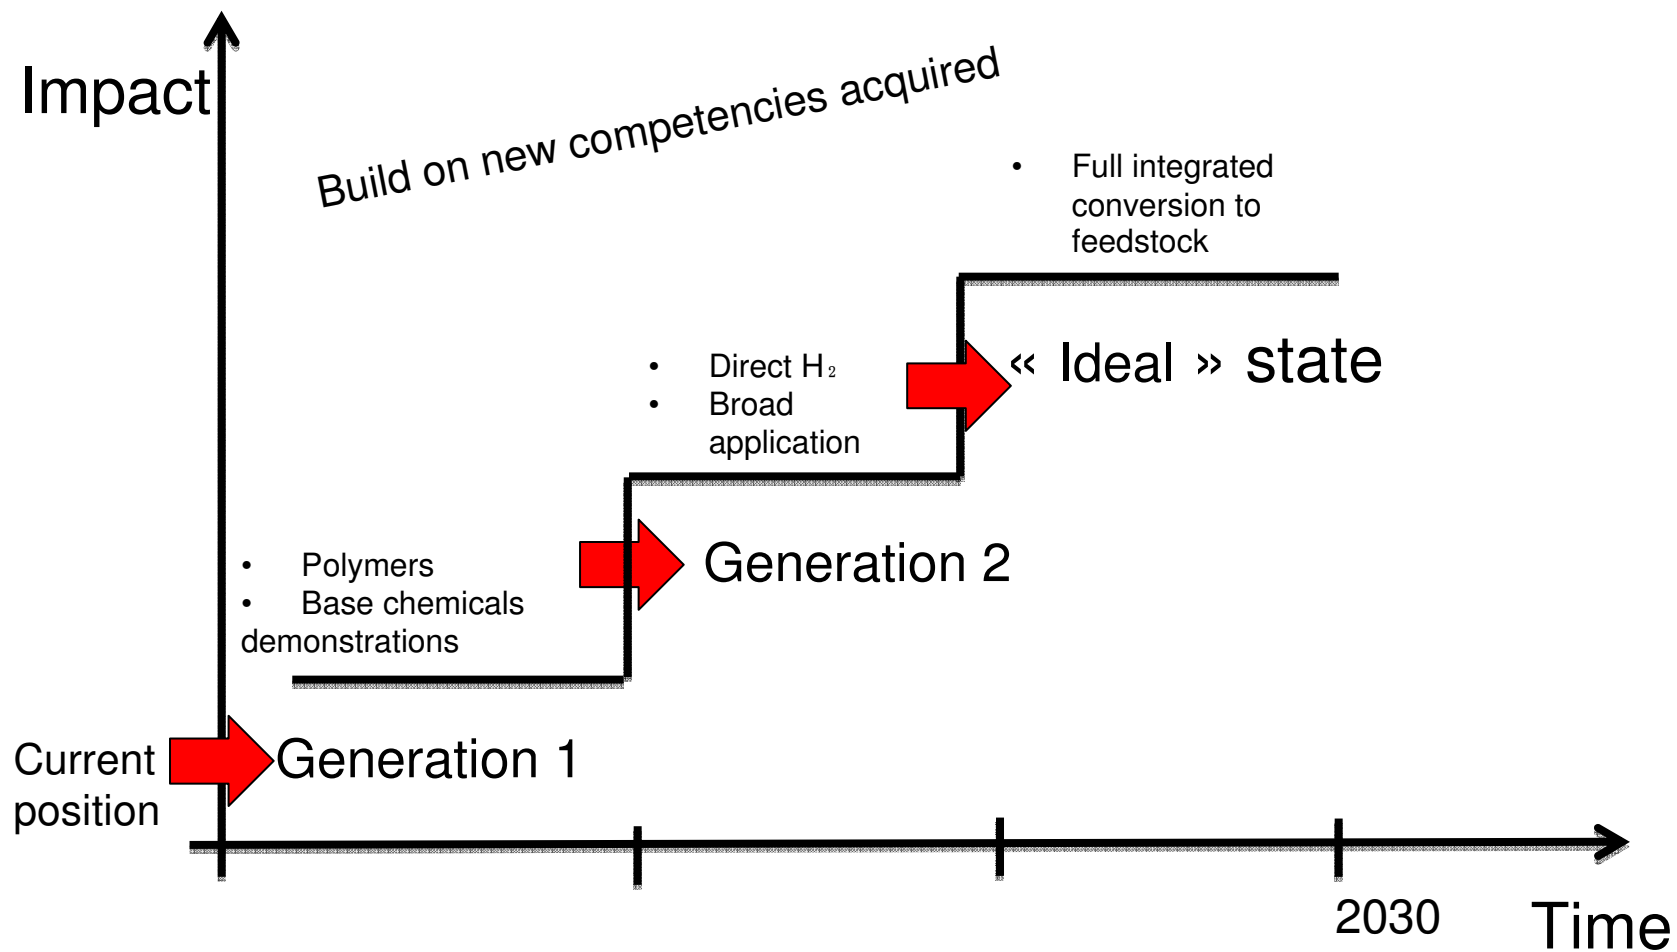 Impact
Build on new competencies acquired
• Full integrated
conversion to
feedstock
« Ideal » state
• Direct H₂
• Broad
application
Generation 2
• Polymers
• Base chemicals
demonstrations
Current
position
Generation 1
2030
Time